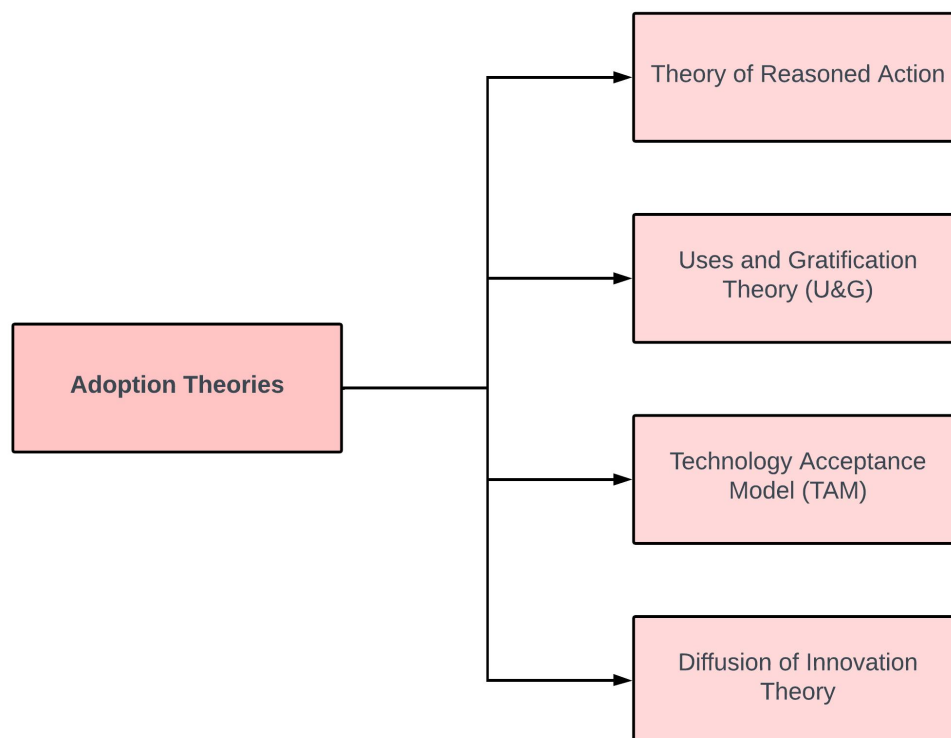 Theory of Reasoned Action
Uses and Gratification
Theory (U&G)
Adoption Theories
Technology Acceptance
Model (TAM)
Diffusion of Innovation
Theory